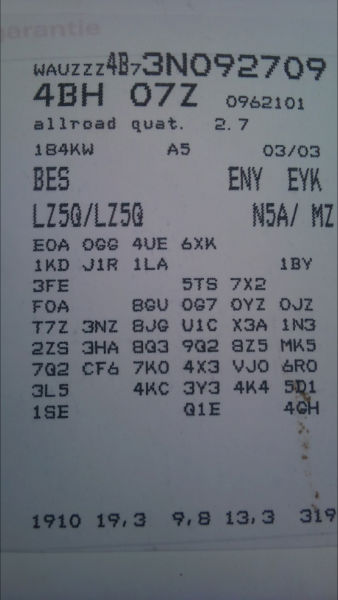 garantie
WAUZZZ4B73N092709
4BH 07Z 0962101
allroad quat. 2.7
184KW A5 03/03
BES ENY EYK
LZ5Q/LZ5Q N5A/ MZ
E0A 0GG 4UE 6XK
1KD J1R 1LA 1BY
3FE 5TS 7X2
F0A 8GU 0G7 0YZ 0JZ
T7Z 3NZ 8JG U1C X3A 1N3
2ZS 3HA 8Q3 9Q2 8Z5 MK5
7Q2 CF6 7K0 4X3 VJ0 6R0
3L5 4KC 3Y3 4K4 5D1
1SE Q1E 4GH
1910 19,3 9,8 13,3 319